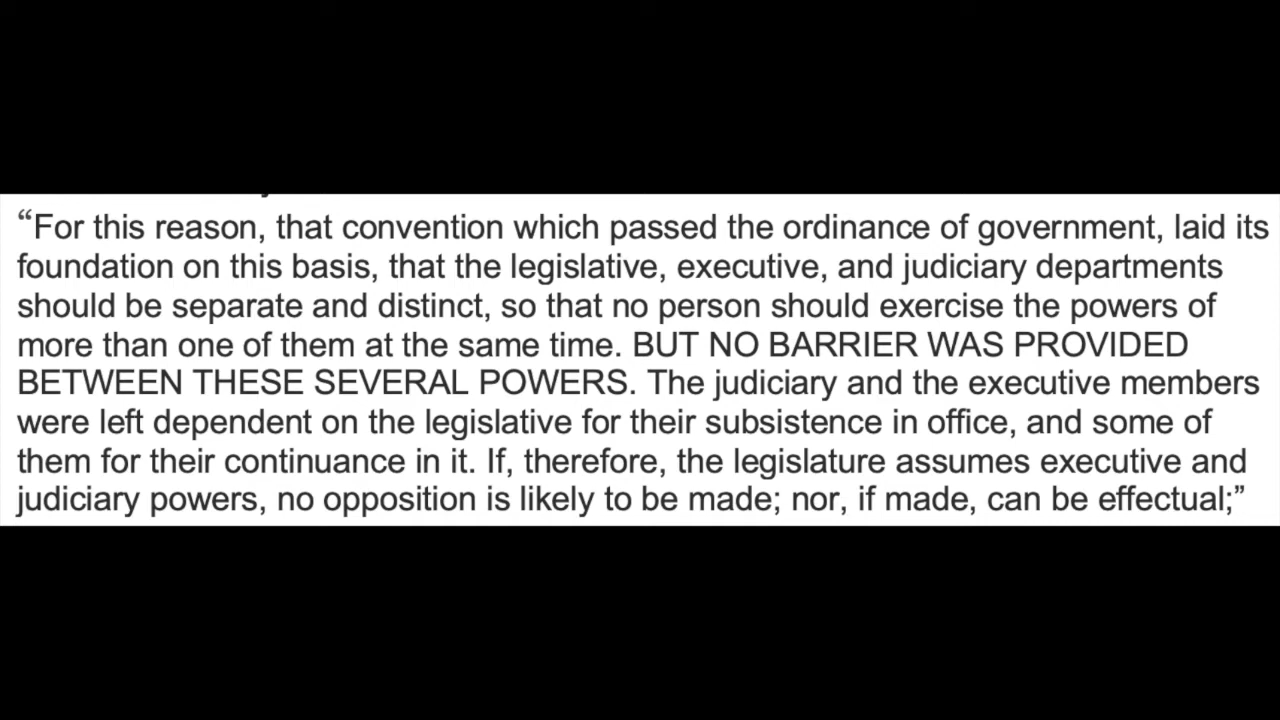 “For this reason, that convention which passed the ordinance of government, laid its
foundation on this basis, that the legislative, executive, and judiciary departments
should be separate and distinct, so that no person should exercise the powers of
more than one of them at the same time. BUT NO BARRIER WAS PROVIDED
BETWEEN THESE SEVERAL POWERS. The judiciary and the executive members
were left dependent on the legislative for their subsistence in office, and some of
them for their continuance in it. If, therefore, the legislature assumes executive and
judiciary powers, no opposition is likely to be made; nor, if made, can be effectual;”